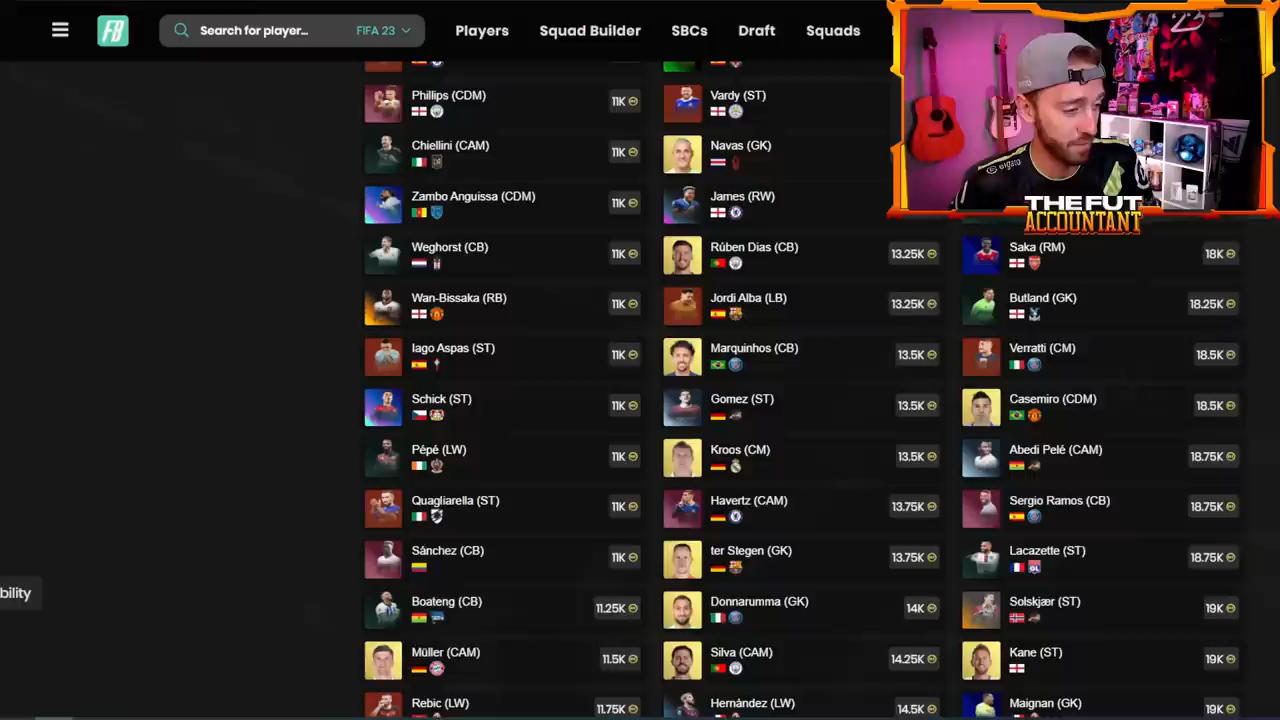 FB
Search for player...
FIFA 23
Players
Squad Builder
SBCs
Draft
Squads
23
elgato
THE FUT
ACCOUNTANT
Phillips (CDM)
11K
Chiellini (CAM)
11K
Zambo Anguissa (CDM)
11K
Weghorst (CB)
11K
Wan-Bissaka (RB)
11K
Iago Aspas (ST)
11K
Schick (ST)
11K
Pépé (LW)
11K
Quagliarella (ST)
11K
Sánchez (CB)
11K
Boateng (CB)
11.25K
Müller (CAM)
11.5K
Rebic (LW)
11.75K
Vardy (ST)
Navas (GK)
James (RW)
Rúben Dias (CB)
13.25K
Jordi Alba (LB)
13.25K
Marquinhos (CB)
13.5K
Gomez (ST)
13.5K
Kroos (CM)
13.5K
Havertz (CAM)
13.75K
ter Stegen (GK)
13.75K
Donnarumma (GK)
14K
Silva (CAM)
14.25K
Hernández (LW)
14.5K
Saka (RM)
18K
Butland (GK)
18.25K
Verratti (CM)
18.5K
Casemiro (CDM)
18.5K
Abedi Pelé (CAM)
18.75K
Sergio Ramos (CB)
18.75K
Lacazette (ST)
18.75K
Solskjær (ST)
19K
Kane (ST)
19K
Maignan (GK)
19K
bility